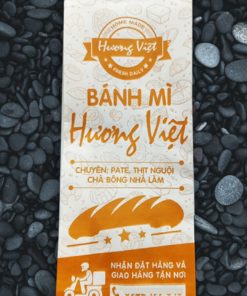 HOME MADE
Hương Việt
FRESH DAILY
BÁNH MÌ
Hương Việt
CHUYÊN: PATÉ, THỊT NGUỘI
CHÀ BÔNG NHÀ LÀM
NHẬN ĐẶT HÀNG VÀ
GIAO HÀNG TẬN NƠI